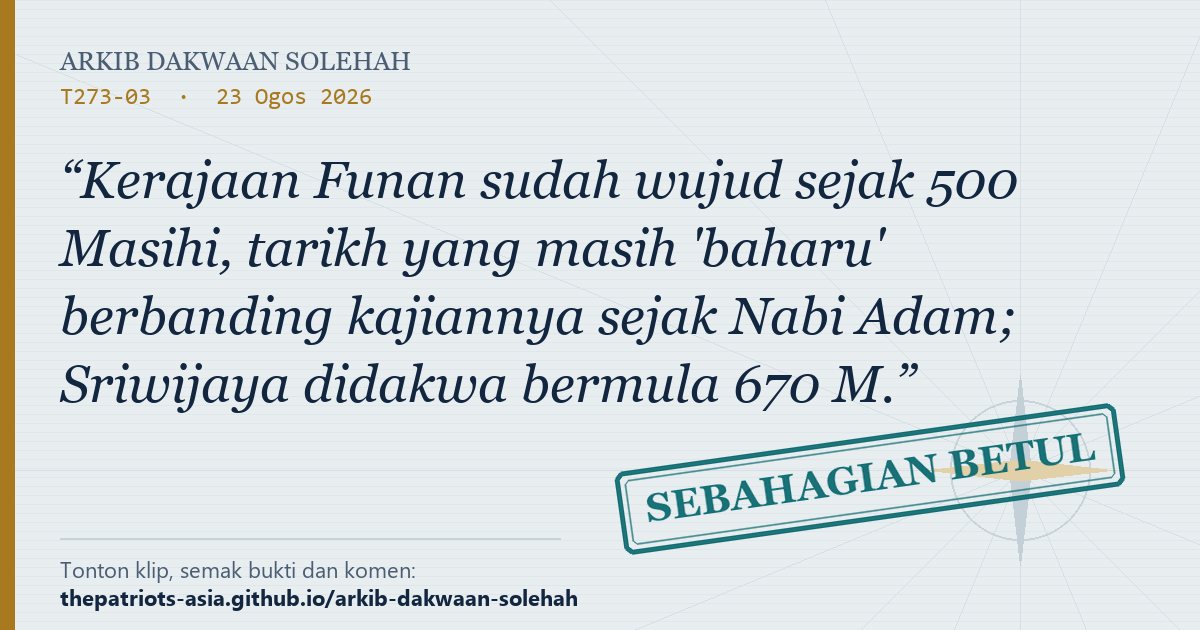 ARKIB DAKWAAN SOLEHAH
T273-03 · 23 Ogos 2026
“Kerajaan Funan sudah wujud sejak 500
Masihi, tarikh yang masih 'baharu'
berbanding kajiannya sejak Nabi Adam;
Sriwijaya didakwa bermula 670 M.”
SEBAHAGIAN BETUL
Tonton klip, semak bukti dan komen:
thepatriots-asia.github.io/arkib-dakwaan-solehah